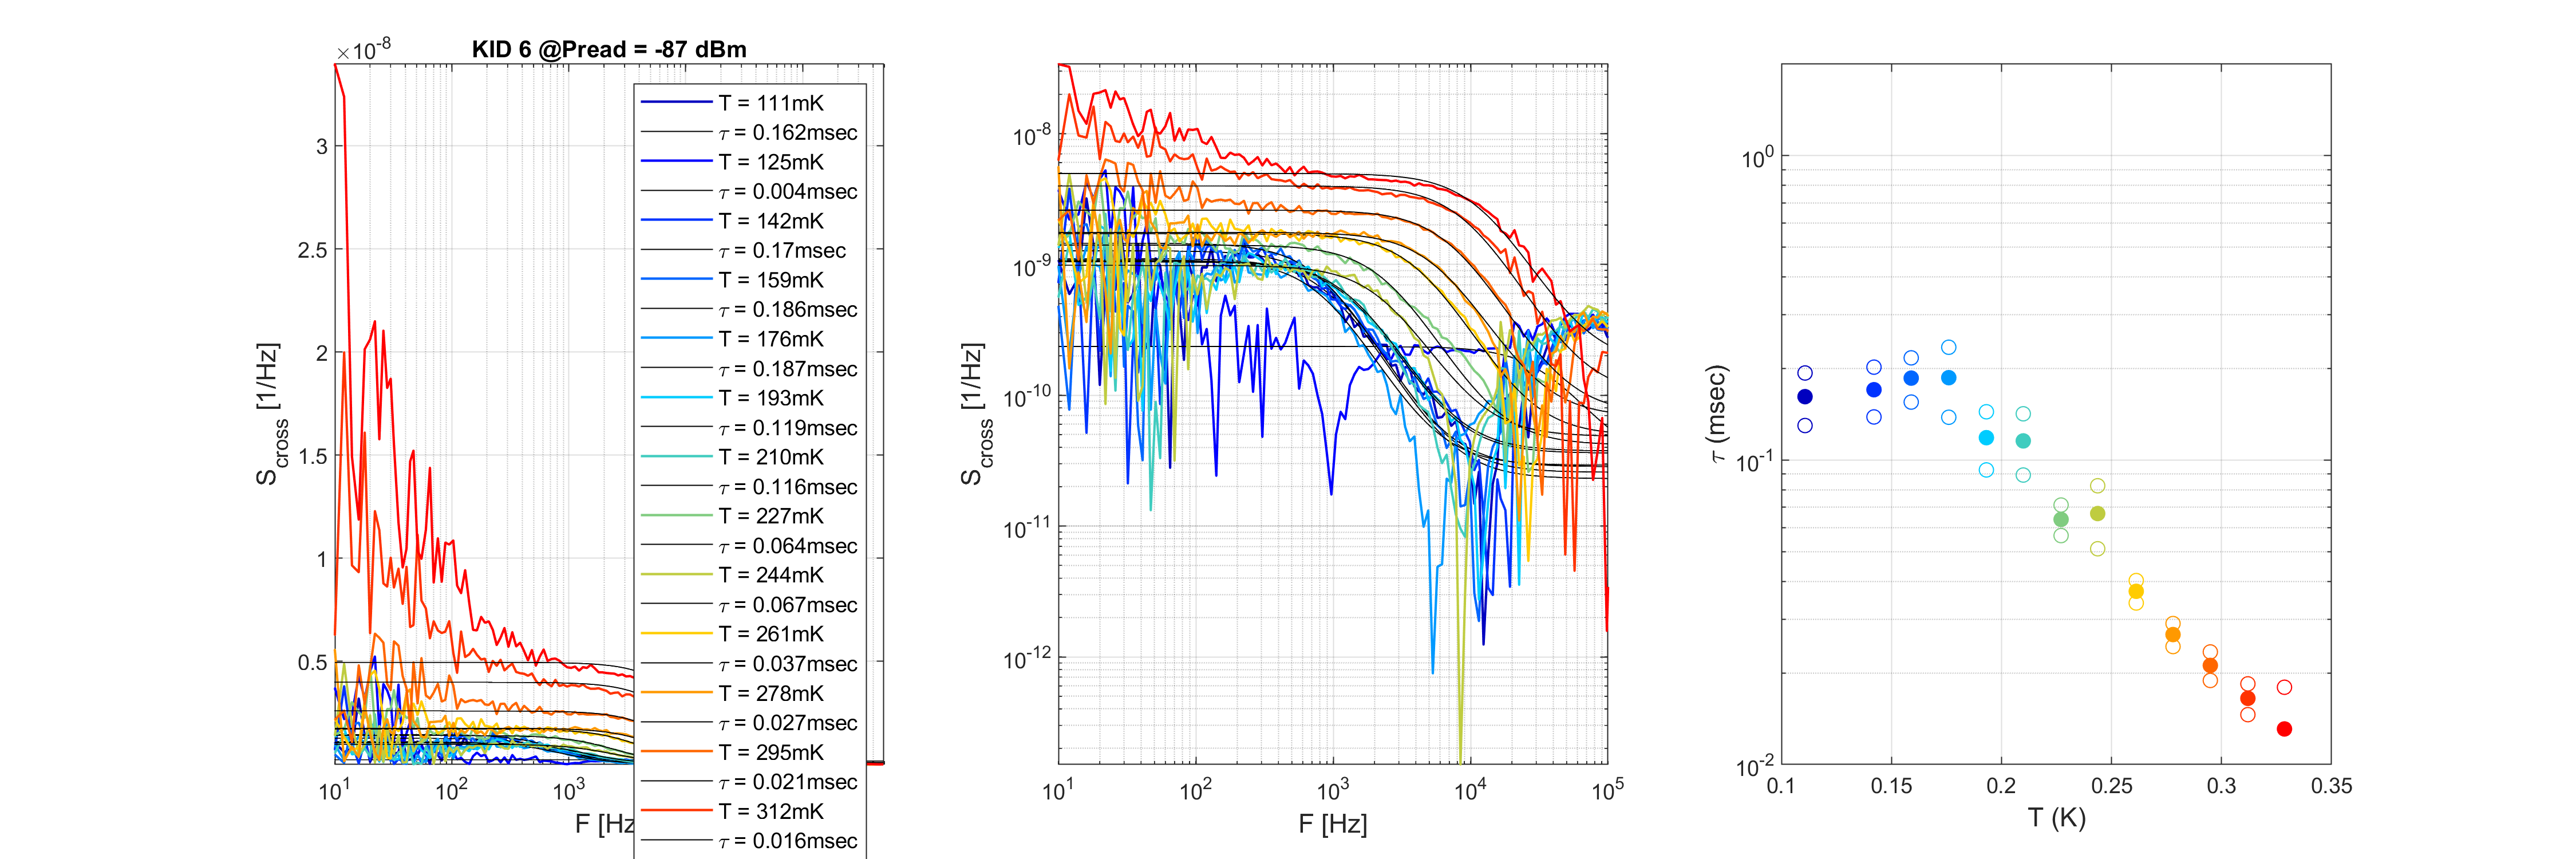 KID 6 @Pread = -87 dBm
×10-8
3
2.5
2
1.5
1
0.5
Scross [1/Hz]
101
102
103
F [Hz
T = 111mK
τ = 0.162msec
T = 125mK
τ = 0.004msec
T = 142mK
τ = 0.17msec
T = 159mK
τ = 0.186msec
T = 176mK
τ = 0.187msec
T = 193mK
τ = 0.119msec
T = 210mK
τ = 0.116msec
T = 227mK
τ = 0.064msec
T = 244mK
τ = 0.067msec
T = 261mK
τ = 0.037msec
T = 278mK
τ = 0.027msec
T = 295mK
τ = 0.021msec
T = 312mK
τ = 0.016msec
10-8
10-9
10-10
10-11
10-12
Scross [1/Hz]
101
102
103
104
105
F [Hz]
100
10-1
10-2
τ (msec)
0.1
0.15
0.2
0.25
0.3
0.35
T (K)